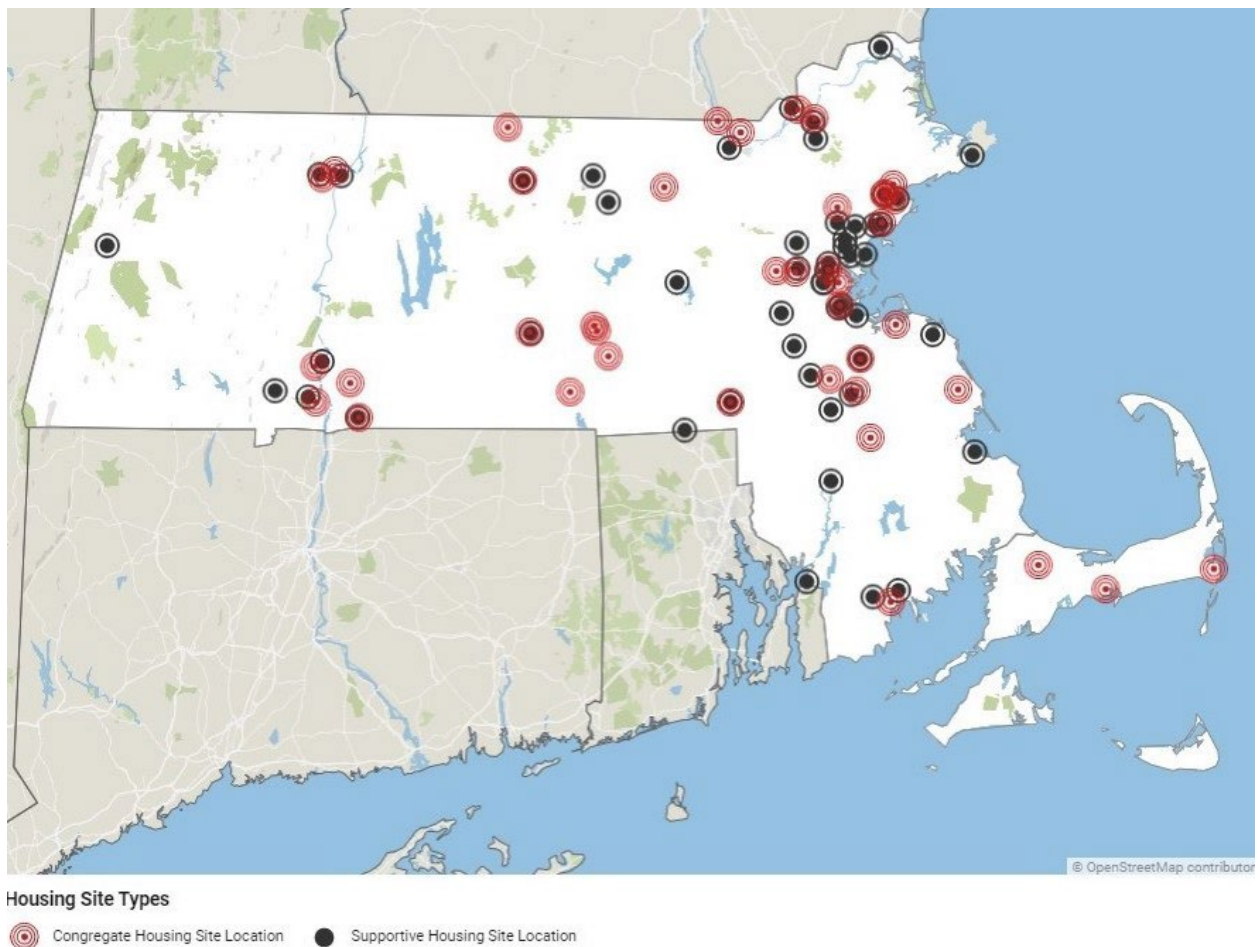 © OpenStreetMap contributor
Housing Site Types
Congregate Housing Site Location
Supportive Housing Site Location